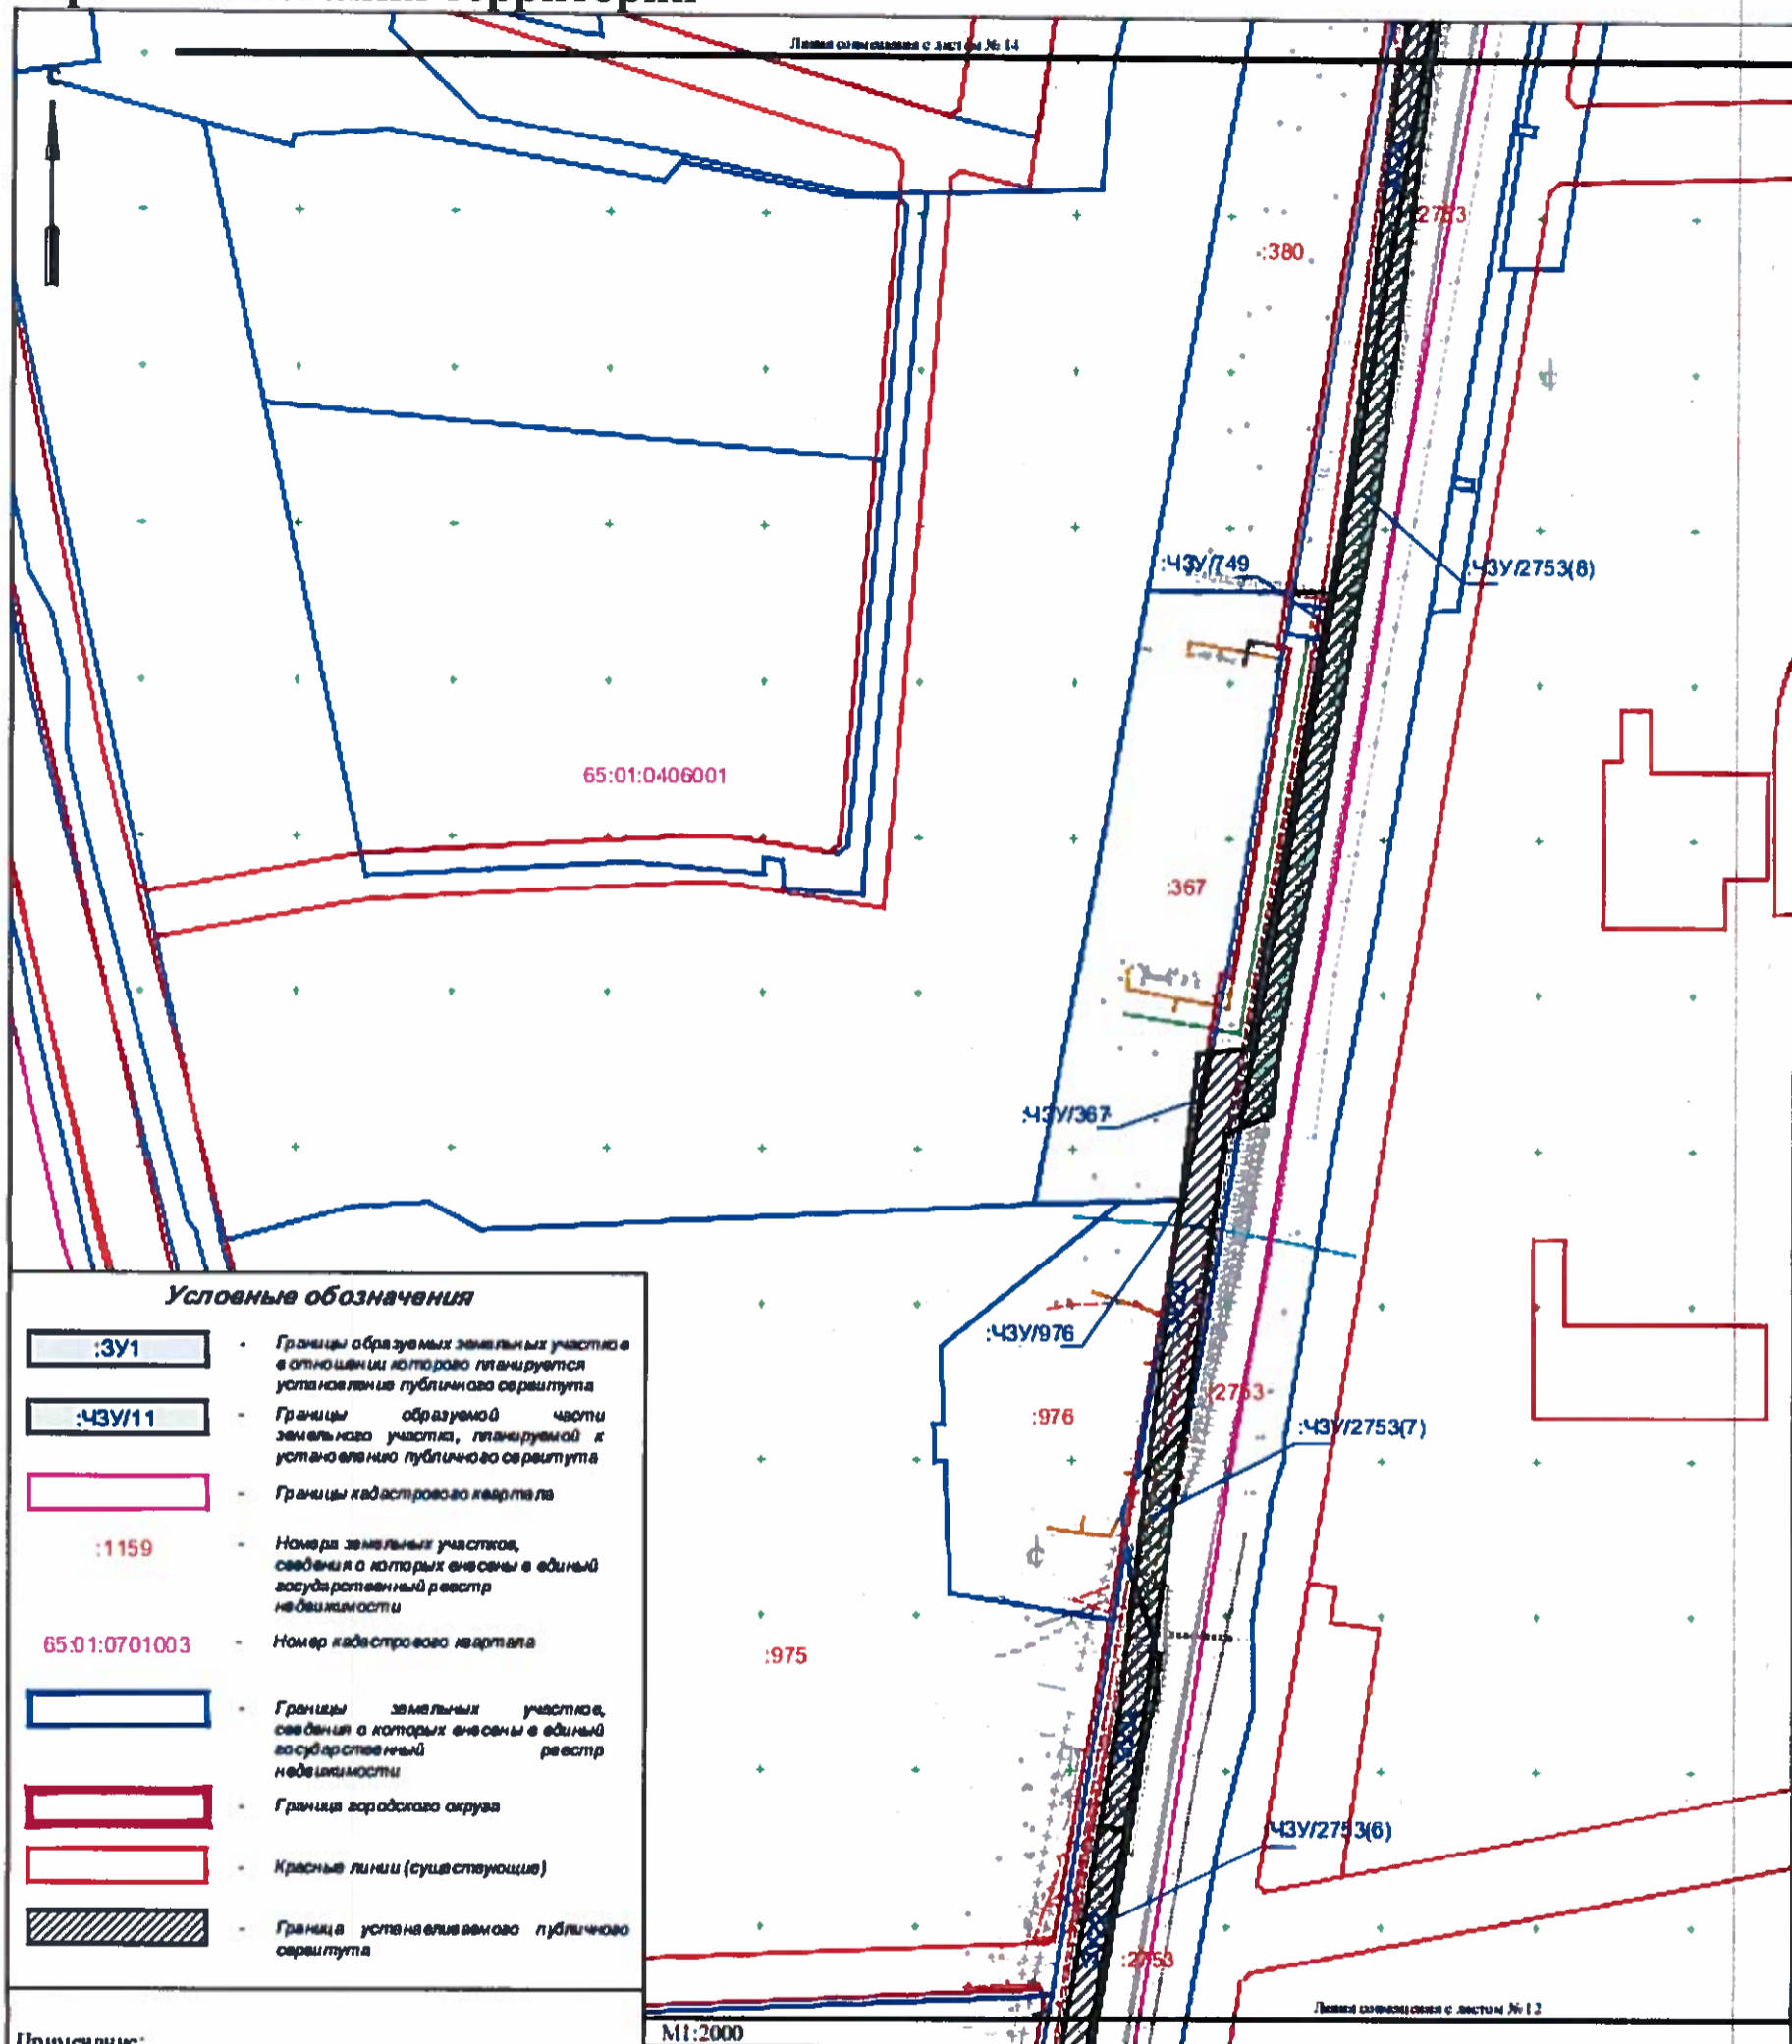 Линия совмещения с листом № 14
:2753
:380
:ЧЗУ/749
:ЧЗУ/2753(8)
65:01:0406001
:367
:ЧЗУ/367
:ЧЗУ/976
:2753
:976
:ЧЗУ/2753(7)
:975
ЧЗУ/2753(6)
:2753
Условные обозначения
:ЗУ1 - Границы образуемых земельных участков
в отношении которого планируется
установление публичного сервитута
:ЧЗУ/11 - Границы образуемой части
земельного участка, планируемой к
установлению публичного сервитута
- Границы кадастрового квартала
:1159 - Номера земельных участков,
сведения о которых внесены в единый
государственный реестр
недвижимости
65:01:0701003 - Номер кадастрового квартала
- Границы земельных участков,
сведения о которых внесены в единый
государственный реестр
недвижимости
- Граница городского округа
- Красные линии (существующие)
- Граница устанавливаемого публичного
сервитута
Линия совмещения с листом № 12
Примечание:
М1:2000